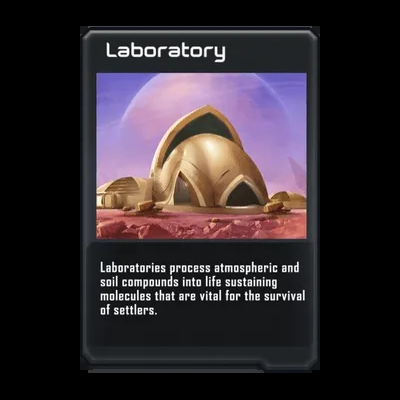 Laboratory
Laboratories process atmospheric and
soil compounds into life sustaining
molecules that are vital for the survival
of settlers.